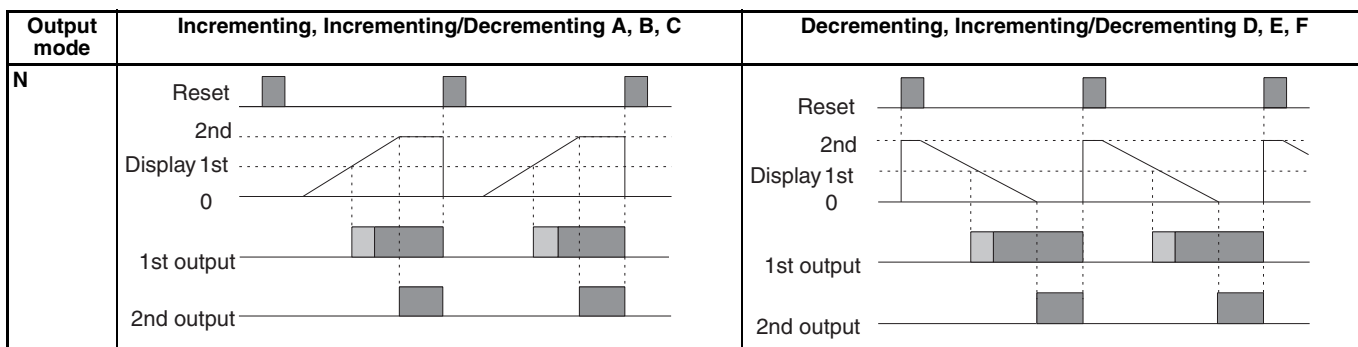 Output mode
Incrementing, Incrementing/Decrementing A, B, C
Decrementing, Incrementing/Decrementing D, E, F
N
Reset
2nd
Display 1st
0
1st output
2nd output
Reset
2nd
Display 1st
0
1st output
2nd output